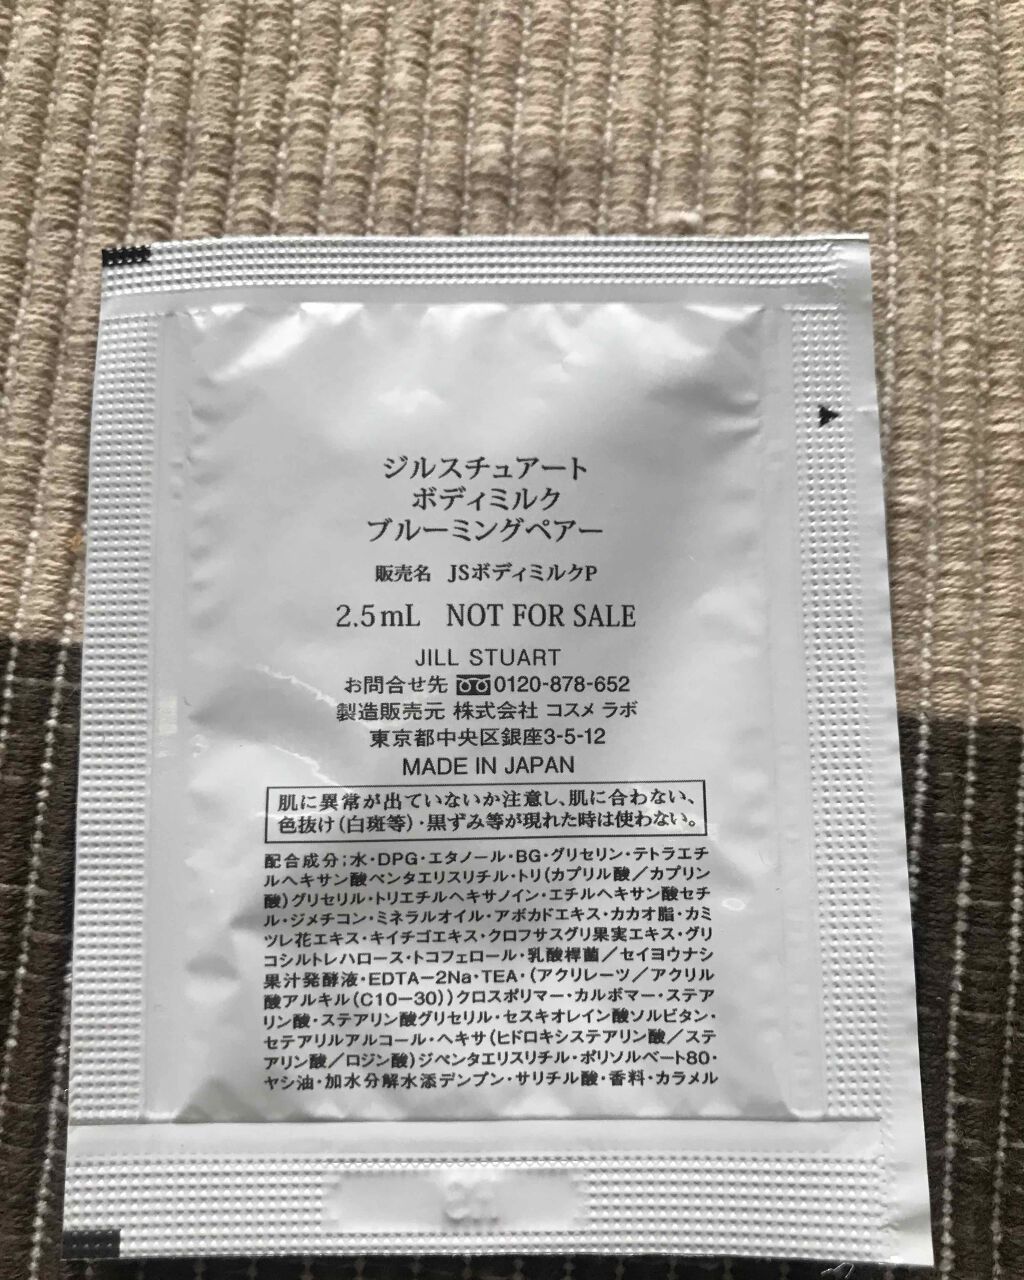 ジルスチュアート
ボディミルク
ブルーミングペアー
販売名 JSボディミルクP
2.5mL NOT FOR SALE
JILL STUART
お問合せ先 0120-878-652
製造販売元 株式会社 コスメ ラボ
東京都中央区銀座3-5-12
MADE IN JAPAN
肌に異常が出ていないか注意し、肌に合わない、
色抜け(白斑等)・黒ずみ等が現れた時は使わない。
配合成分;水・DPG・エタノール・BG・グリセリン・テトラエチ
ルヘキサン酸ペンタエリスリチル・トリ(カプリル酸/カプリン
酸)グリセリル・トリエチルヘキサノイン・エチルヘキサン酸セチ
ル・ジメチコン・ミネラルオイル・アボカドエキス・カカオ脂・カミ
ツレ花エキス・キイチゴエキス・クロフサスグリ果実エキス・グリ
コシルトレハロース・トコフェロール・乳酸桿菌/セイヨウナシ
果汁発酵液・EDTA-2Na・TEA・(アクリレーツ/アクリル
酸アルキル(C10-30))クロスポリマー・カルボマー・ステア
リン酸・ステアリン酸グリセリル・セスキオレイン酸ソルビタン・
セテアリルアルコール・ヘキサ(ヒドロキシステアリン酸/ステ
アリン酸/ロジン酸)ジペンタエリスリチル・ポリソルベート80・
ヤシ油・加水分解水添デンプン・サリチル酸・香料・カラメル